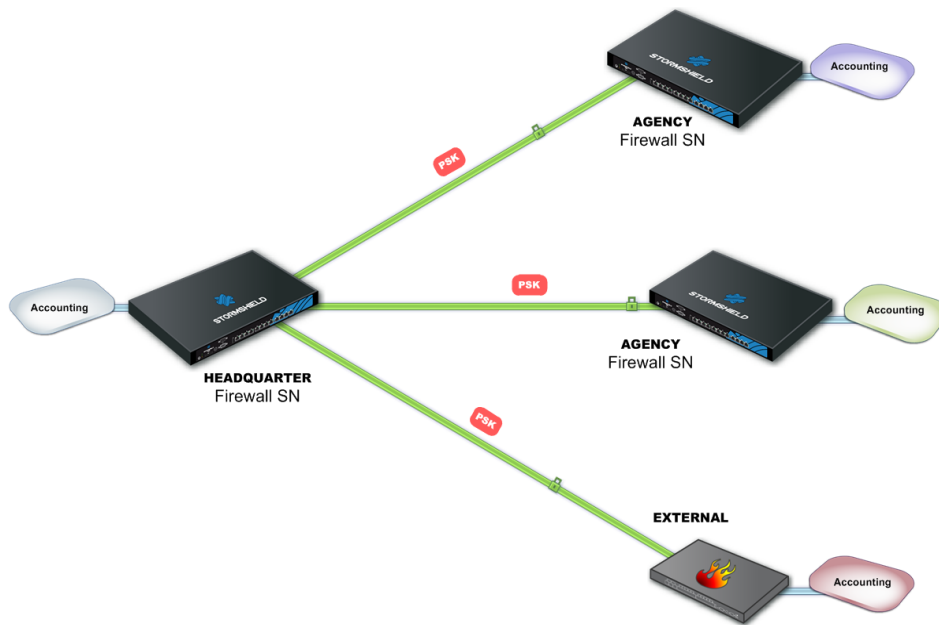 STORMSHIELD
Accounting
AGENCY
Firewall SN
PSK
STORMSHIELD
Accounting
PSK
Accounting
STORMSHIELD
AGENCY
Firewall SN
HEADQUARTER
Firewall SN
PSK
EXTERNAL
Accounting